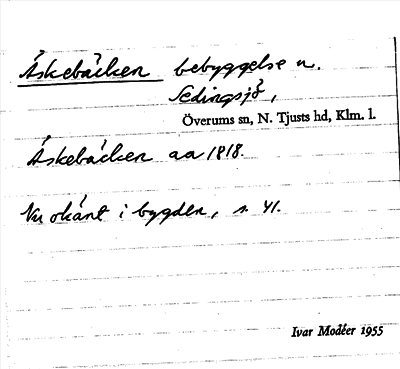 Åskebäcken bebyggelse u.
Sedingsjö,
Överums sn, N. Tjusts hd, Klm. l.
Åskebäcken aa 1818.
Nu okänt i bygden, s. 41.
Ivar Modéer 1955